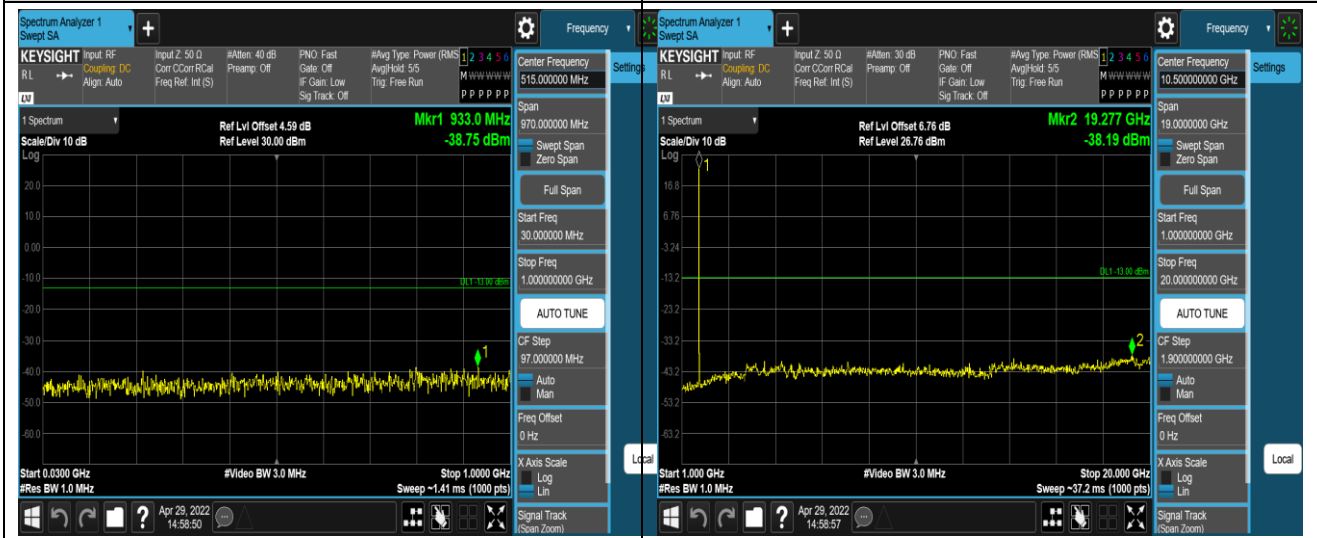 Spectrum Analyzer 1
Swept SA
+
Frequency
KEYSIGHT
RL
LXI
Input: RF
Coupling: DC
Align: Auto
Input Z: 50 Ω
Corr CCorr RCal
Freq Ref: Int (S)
#Atten: 40 dB
Preamp: Off
PNO: Fast
Gate: Off
IF Gain: Low
Sig Track: Off
#Avg Type: Power (RMS
Avg|Hold: 5/5
Trig: Free Run
1 2 3 4 5 6
M W W W W W
P P P P P P
1 Spectrum
Scale/Div 10 dB
Log
Ref Lvl Offset 4.59 dB
Ref Level 30.00 dBm
Mkr1 933.0 MHz
-38.75 dBm
20.0
10.0
0.00
-10.0
-20.0
-30.0
-40.0
-50.0
-60.0
DL1 -13.00 dBm
1
Start 0.0300 GHz
#Res BW 1.0 MHz
#Video BW 3.0 MHz
Stop 1.0000 GHz
Sweep ~1.41 ms (1000 pts)
Center Frequency
515.000000 MHz
Span
970.000000 MHz
Swept Span
Zero Span
Full Span
Start Freq
30.000000 MHz
Stop Freq
1.000000000 GHz
AUTO TUNE
CF Step
97.000000 MHz
Auto
Man
Freq Offset
0 Hz
X Axis Scale
Log
Lin
Signal Track
(Span Zoom)
Settings
Local
?
Apr 29, 2022
14:58:50
Spectrum Analyzer 1
Swept SA
+
Frequency
KEYSIGHT
RL
LXI
Input: RF
Coupling: DC
Align: Auto
Input Z: 50 Ω
Corr CCorr RCal
Freq Ref: Int (S)
#Atten: 30 dB
Preamp: Off
PNO: Fast
Gate: Off
IF Gain: Low
Sig Track: Off
#Avg Type: Power (RMS
Avg|Hold: 5/5
Trig: Free Run
1 2 3 4 5 6
M W W W W W
P P P P P P
1 Spectrum
Scale/Div 10 dB
Log
Ref Lvl Offset 6.76 dB
Ref Level 26.76 dBm
Mkr2 19.277 GHz
-38.19 dBm
1
16.8
6.76
-3.24
-13.2
-23.2
-33.2
-43.2
-53.2
-63.2
DL1 -13.00 dBm
2
Start 1.000 GHz
#Res BW 1.0 MHz
#Video BW 3.0 MHz
Stop 20.000 GHz
Sweep ~37.2 ms (1000 pts)
Center Frequency
10.500000000 GHz
Span
19.0000000 GHz
Swept Span
Zero Span
Full Span
Start Freq
1.000000000 GHz
Stop Freq
20.000000000 GHz
AUTO TUNE
CF Step
1.900000000 GHz
Auto
Man
Freq Offset
0 Hz
X Axis Scale
Log
Lin
Signal Track
(Span Zoom)
Settings
Local
?
Apr 29, 2022
14:58:57